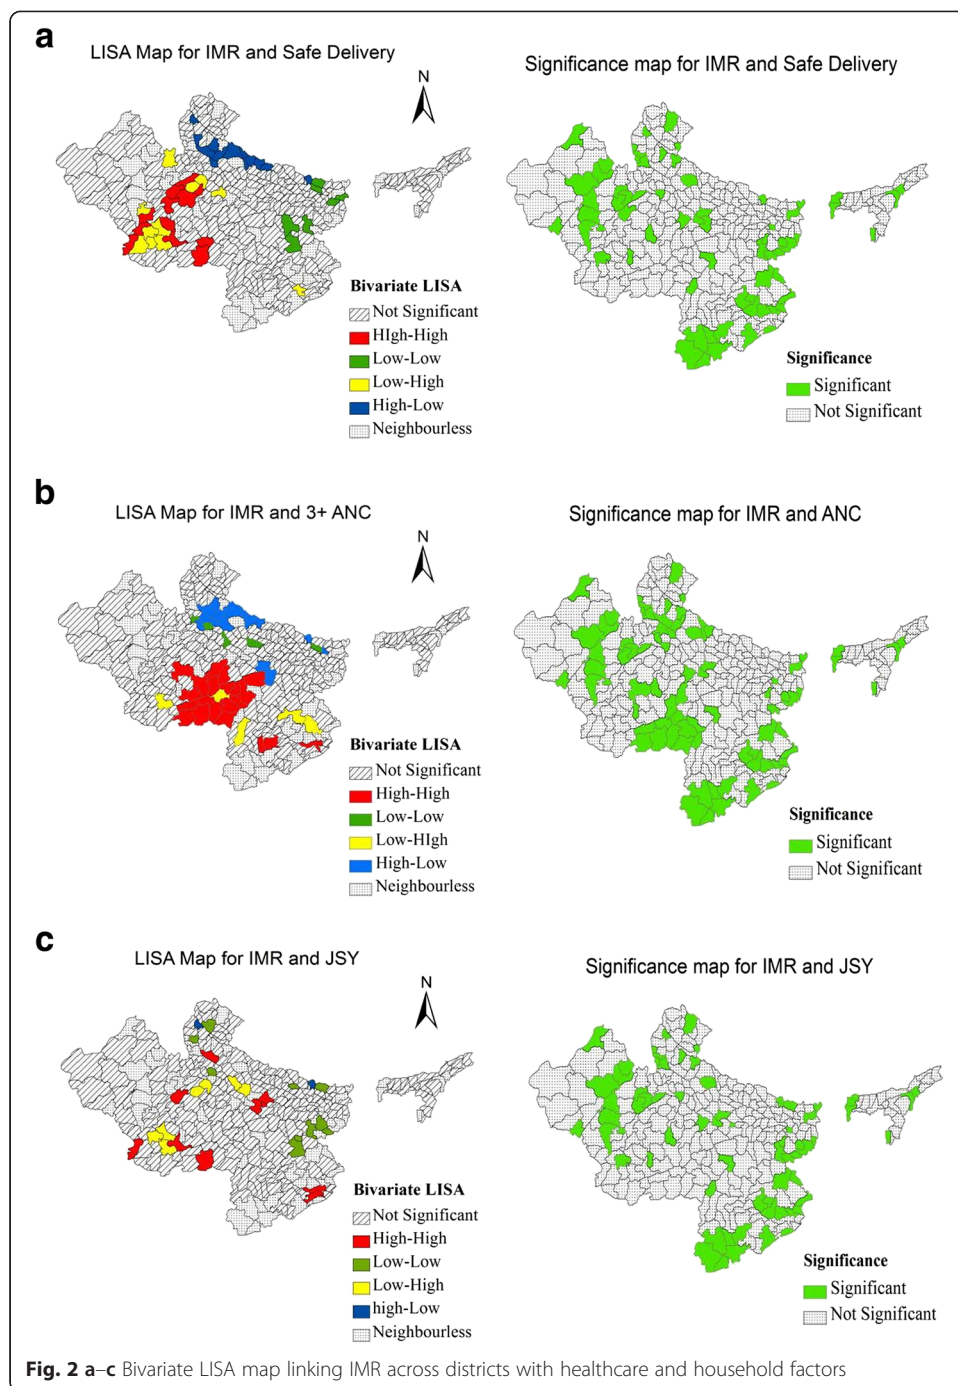 a
LISA Map for IMR and Safe Delivery
N
Significance map for IMR and Safe Delivery
Bivariate LISA
Not Significant
HIgh-High
Low-Low
Low-High
High-Low
Neighbourless
Significance
Significant
Not Significant
b
LISA Map for IMR and 3+ ANC
N
Significance map for IMR and ANC
Bivariate LISA
Not Significant
High-High
Low-Low
Low-HIgh
High-Low
Neighbourless
Significance
Significant
Not Significant
c
LISA Map for IMR and JSY
N
Significance map for IMR and JSY
Bivariate LISA
Not Significant
High-High
Low-Low
Low-High
high-Low
Neighbourless
Significance
Significant
Not Significant
Fig. 2 a–c Bivariate LISA map linking IMR across districts with healthcare and household factors